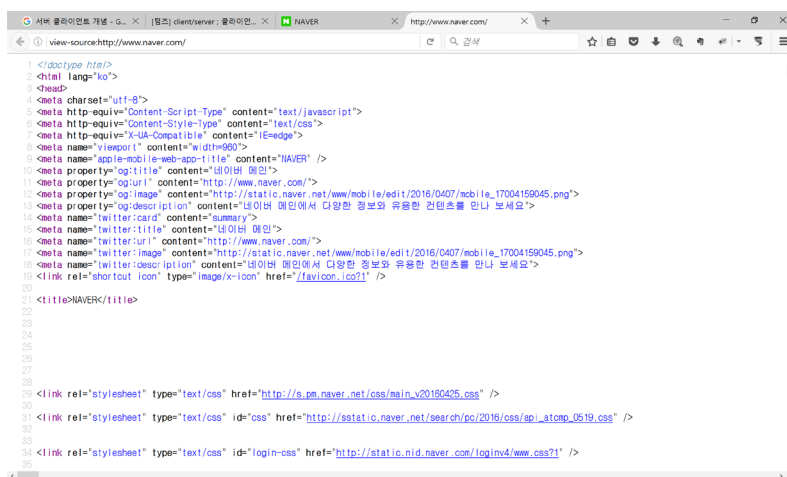 서버 클라이언트 개념 - G...
[텀즈] client/server ; 클라이언...
NAVER
http://www.naver.com/
view-source:http://www.naver.com/
검색
1 <!doctype html>
2 <html lang="ko">
3 <head>
4 <meta charset="utf-8">
5 <meta http-equiv="Content-Script-Type" content="text/javascript">
6 <meta http-equiv="Content-Style-Type" content="text/css">
7 <meta http-equiv="X-UA-Compatible" content="IE=edge">
8 <meta name="viewport" content="width=960">
9 <meta name="apple-mobile-web-app-title" content="NAVER" />
10 <meta property="og:title" content="네이버 메인">
11 <meta property="og:url" content="http://www.naver.com/">
12 <meta property="og:image" content="http://static.naver.net/www/mobile/edit/2016/0407/mobile_17004159045.png">
13 <meta property="og:description" content="네이버 메인에서 다양한 정보와 유용한 컨텐츠를 만나 보세요">
14 <meta name="twitter:card" content="summary">
15 <meta name="twitter:title" content="네이버 메인">
16 <meta name="twitter:url" content="http://www.naver.com/">
17 <meta name="twitter:image" content="http://static.naver.net/www/mobile/edit/2016/0407/mobile_17004159045.png">
18 <meta name="twitter:description" content="네이버 메인에서 다양한 정보와 유용한 컨텐츠를 만나 보세요">
19 <link rel="shortcut icon" type="image/x-icon" href="/favicon.ico?1" />
20
21 <title>NAVER</title>
22
23
24
25
26
27
28
29 <link rel="stylesheet" type="text/css" href="http://s.pm.naver.net/css/main_v20160425.css" />
30
31 <link rel="stylesheet" type="text/css" id="css" href="http://sstatic.naver.net/search/pc/2016/css/api_atcmp_0519.css" />
32
33
34 <link rel="stylesheet" type="text/css" id="login-css" href="http://static.nid.naver.com/loginv4/www.css?1" />
35